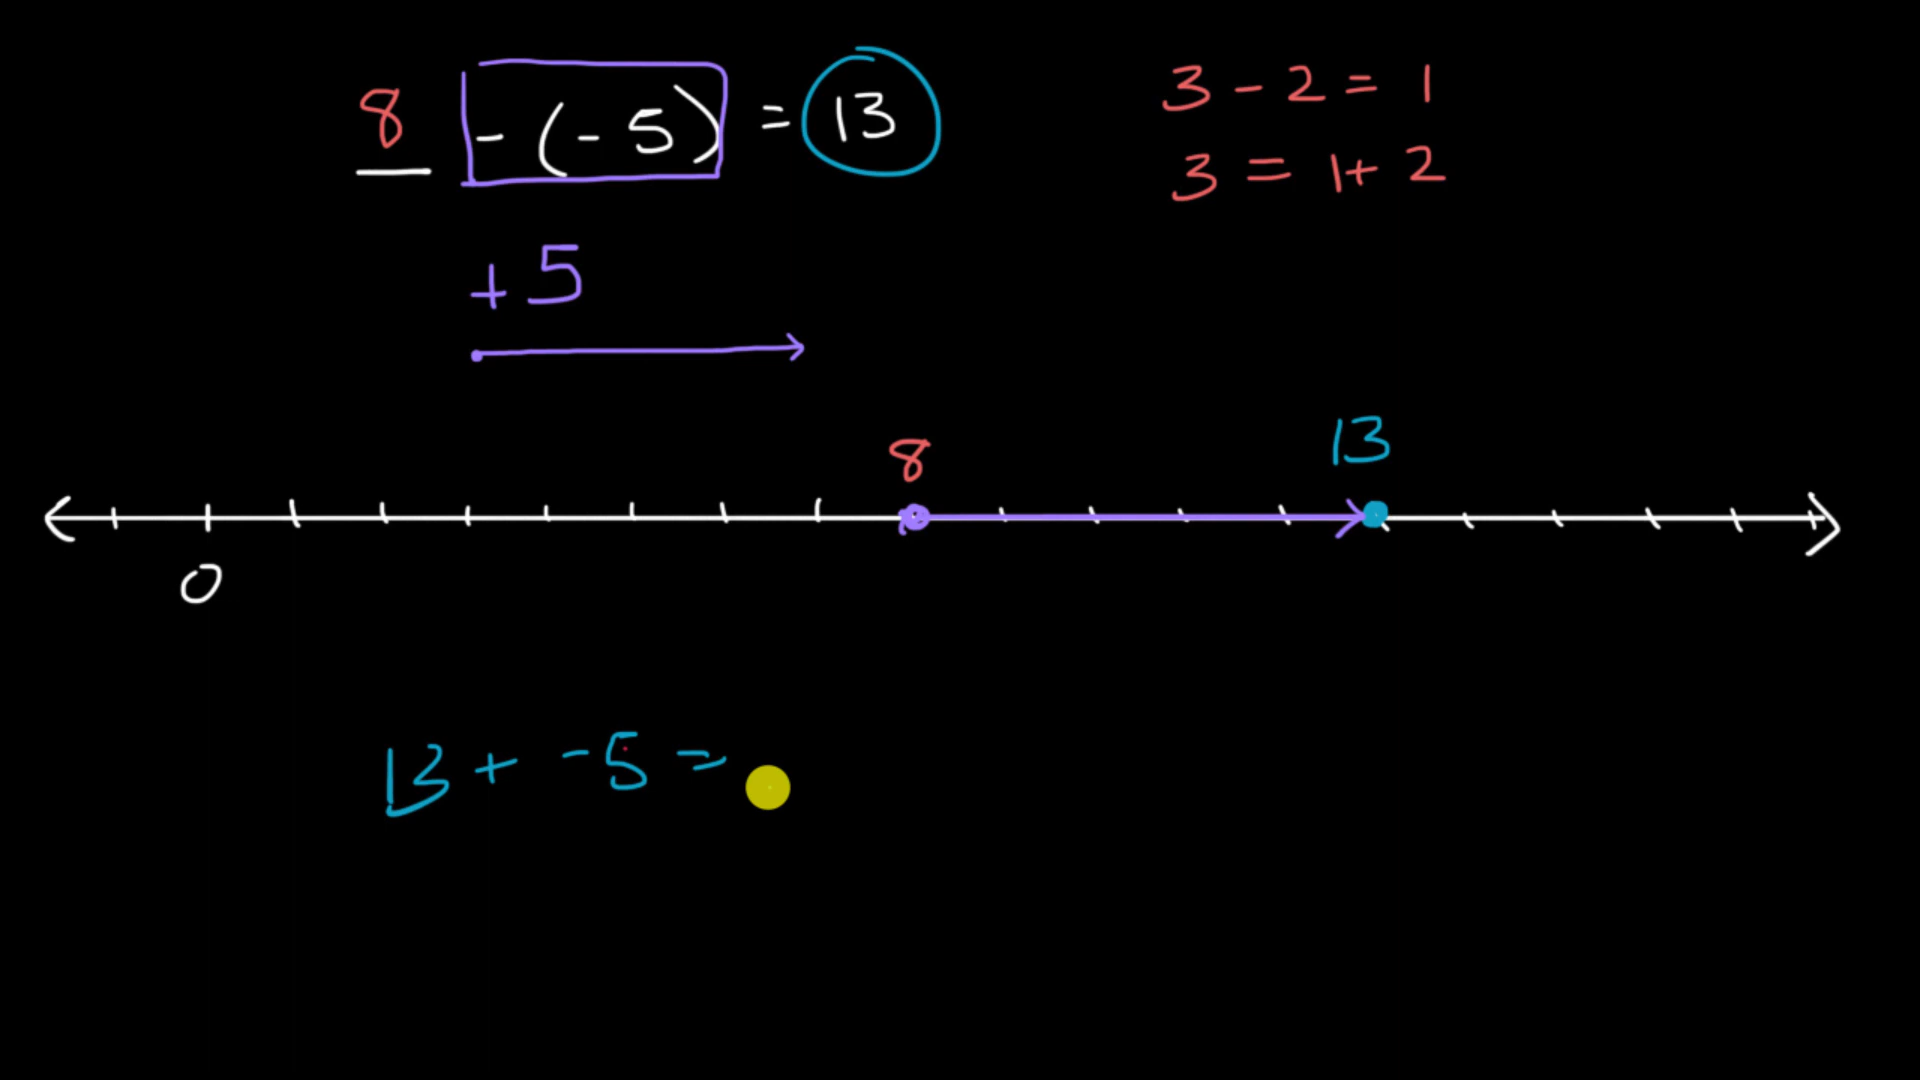 8 - (- 5) = 13
3 - 2 = 1
3 = 1 + 2
+ 5
8
13
0
13 + - 5 =